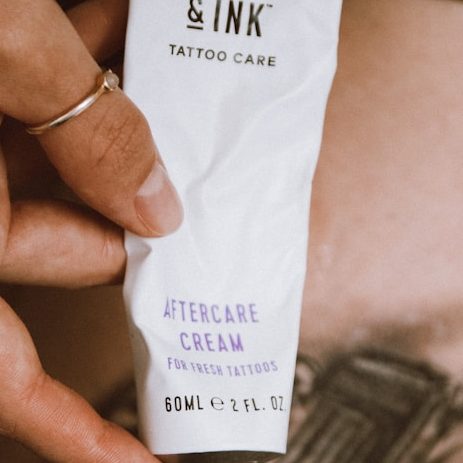 & INK™
TATTOO CARE
AFTERCARE
CREAM
FOR FRESH TATTOOS
60ML ℮ 2 FL. OZ.